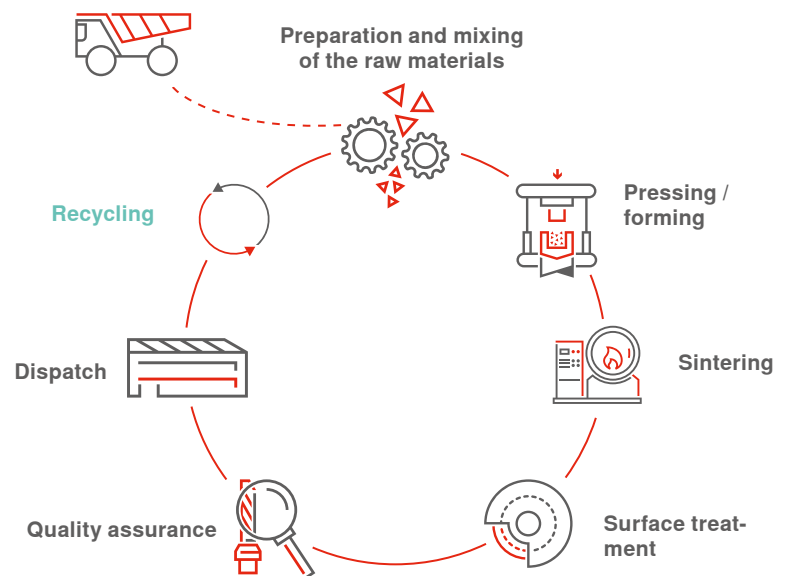 Preparation and mixing
of the raw materials
Pressing /
forming
Recycling
Sintering
Dispatch
Surface treat-
ment
Quality assurance